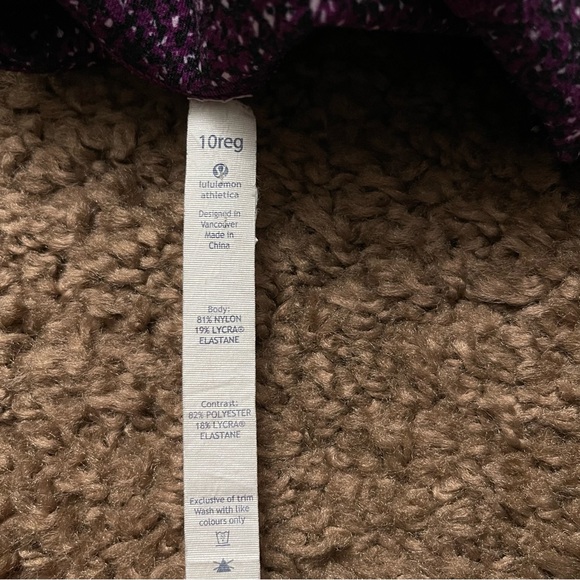 10reg
lululemon
athletica
Designed in
Vancouver
Made in
China
Body:
81% NYLON
19% LYCRA®
ELASTANE
Contrast:
82% POLYESTER
18% LYCRA®
ELASTANE
Exclusive of trim
Wash with like
colours only